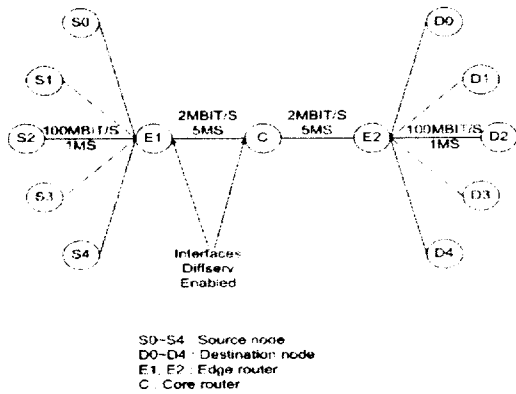 S0
D0
S1
D1
2MBIT/S
2MBIT/S
S2
100MBIT/S
E1
C
E2
100MBIT/S
D2
1MS
5MS
5MS
1MS
S3
D3
S4
D4
Interfaces
Diffserv
Enabled
S0~S4 : Source node
D0~D4 : Destination node
E1, E2 : Edge router
C : Core router